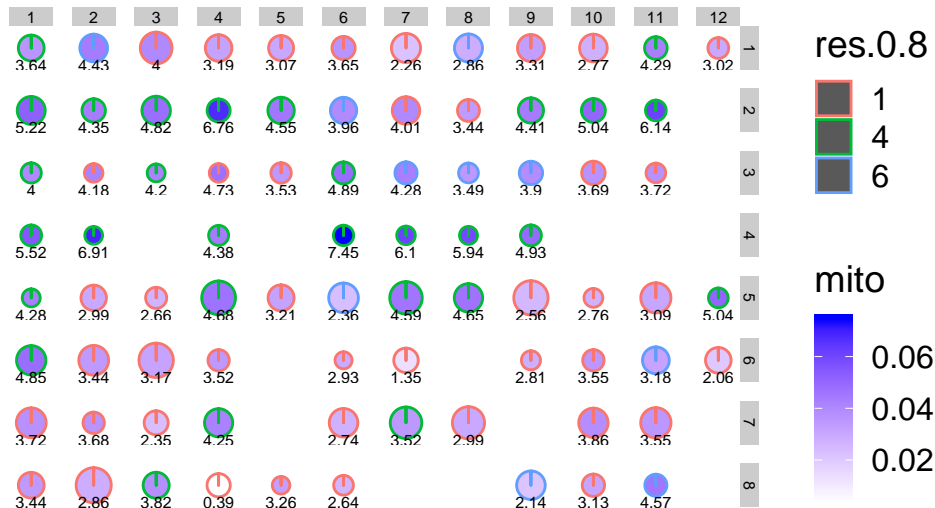 1 2 3 4 5 6 7 8 9 10 11 12
3.64 4.43 4 3.19 3.07 3.65 2.26 2.86 3.31 2.77 4.29 3.02 1
5.22 4.35 4.82 6.76 4.55 3.96 4.01 3.44 4.41 5.04 6.14 2
4 4.18 4.2 4.73 3.53 4.89 4.28 3.49 3.9 3.69 3.72 3
5.52 6.91 4.38 7.45 6.1 5.94 4.93 4
4.28 2.99 2.66 4.68 3.21 2.36 4.59 4.65 2.56 2.76 3.09 5.04 5
4.85 3.44 3.17 3.52 2.93 1.35 2.81 3.55 3.18 2.06 6
3.72 3.68 2.35 4.25 2.74 3.52 2.99 3.86 3.55 7
3.44 2.86 3.82 0.39 3.26 2.64 2.14 3.13 4.57 8
res.0.8
1
4
6
mito
0.06
0.04
0.02